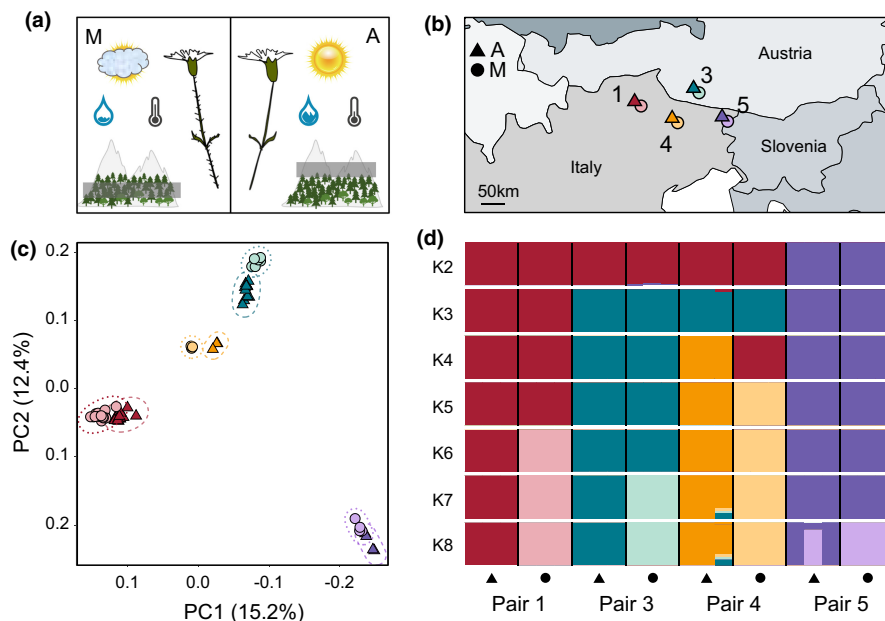 (a)
M
A
(b)
A
M
Austria
3
1
5
4
Slovenia
Italy
50km
(c)
0.2
0.1
0.0
0.1
0.2
PC2 (12.4%)
0.1
0.0
-0.1
-0.2
PC1 (15.2%)
(d)
K2
K3
K4
K5
K6
K7
K8
Pair 1
Pair 3
Pair 4
Pair 5